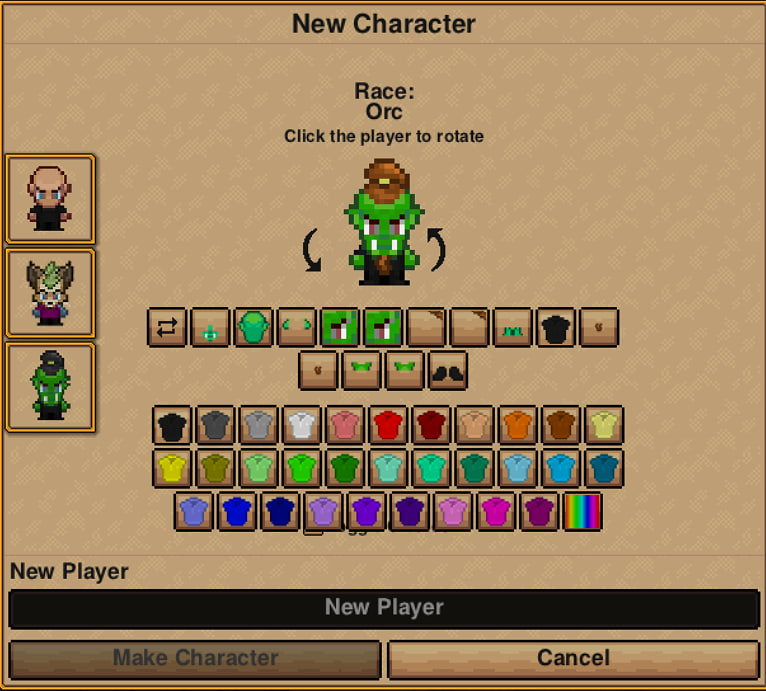 New Character
Race:
Orc
Click the player to rotate
New Player
New Player
Make Character
Cancel